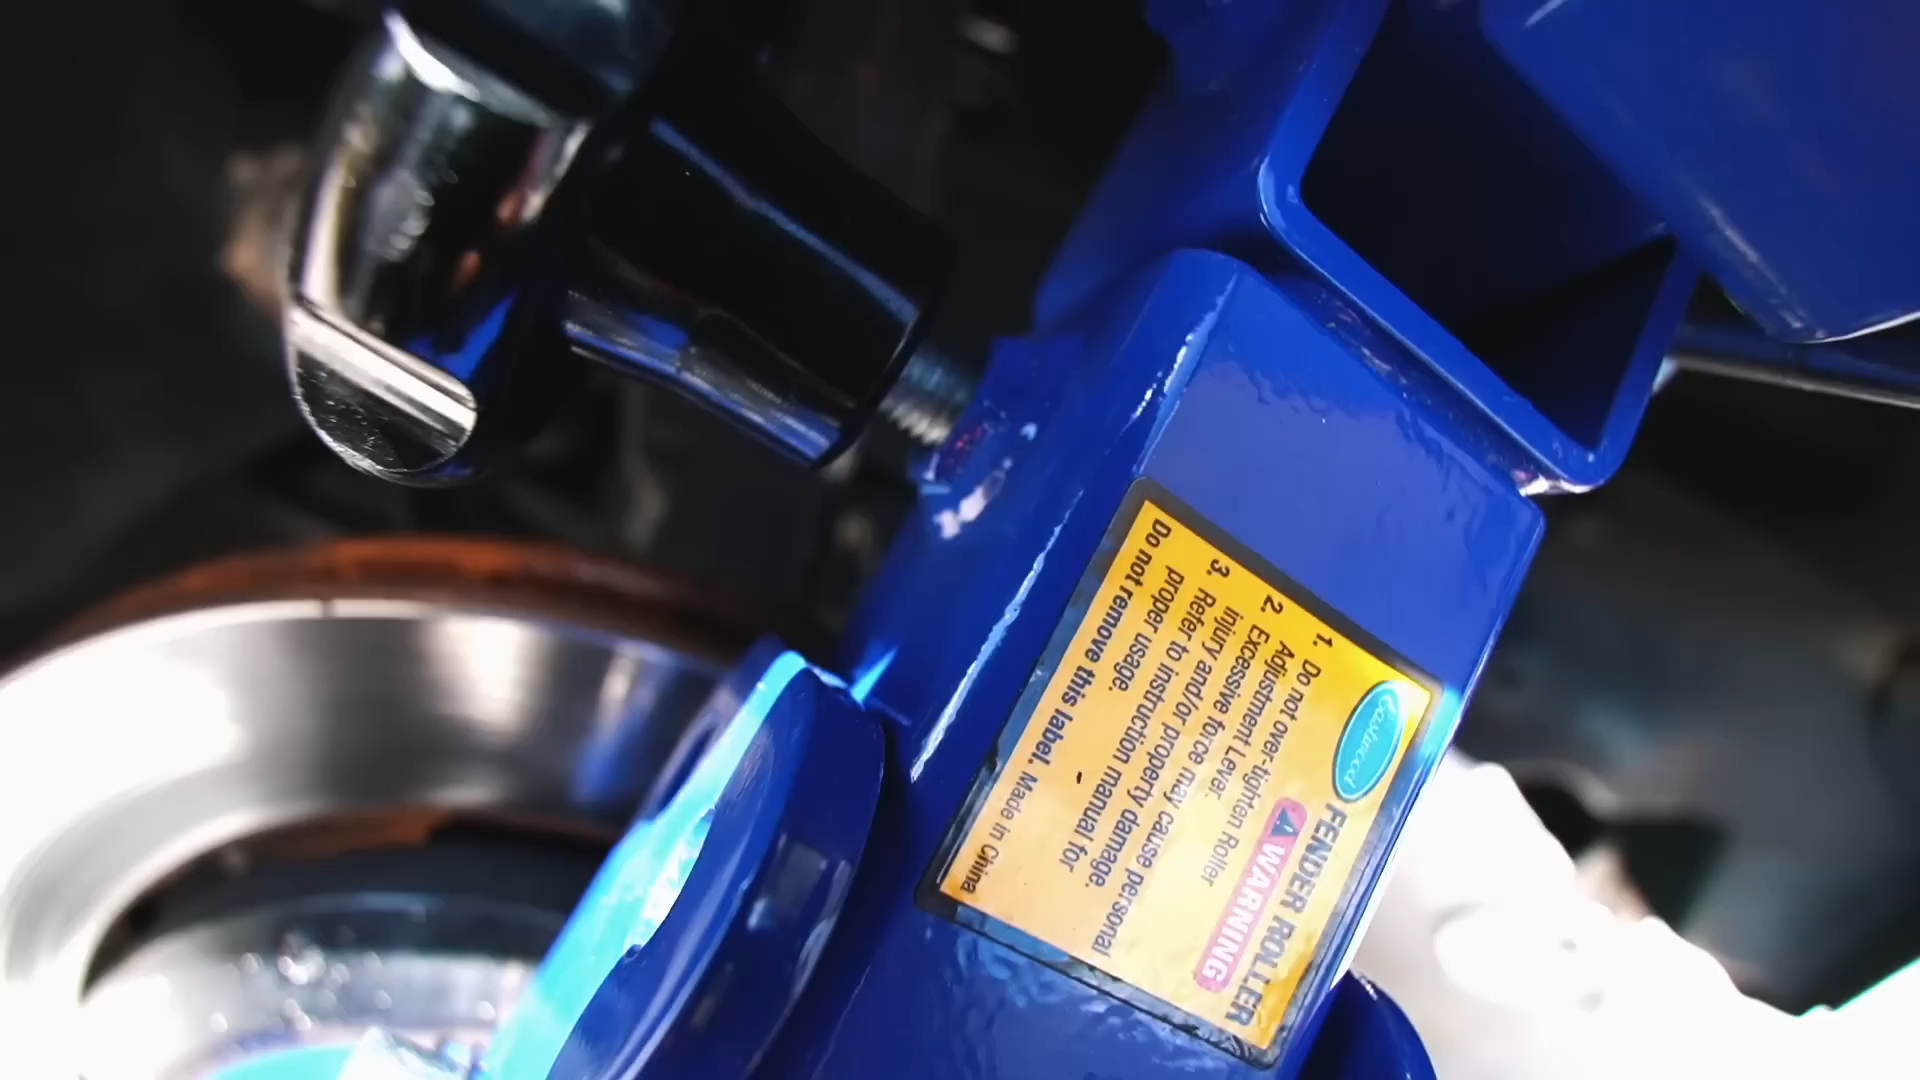 Eastwood
FENDER ROLLER
WARNING
1. Do not over-tighten Roller
Adjustment Lever.
2. Excessive force may cause personal
injury and/or property damage.
3. Refer to instruction manual for
proper usage.
Do not remove this label. Made in China